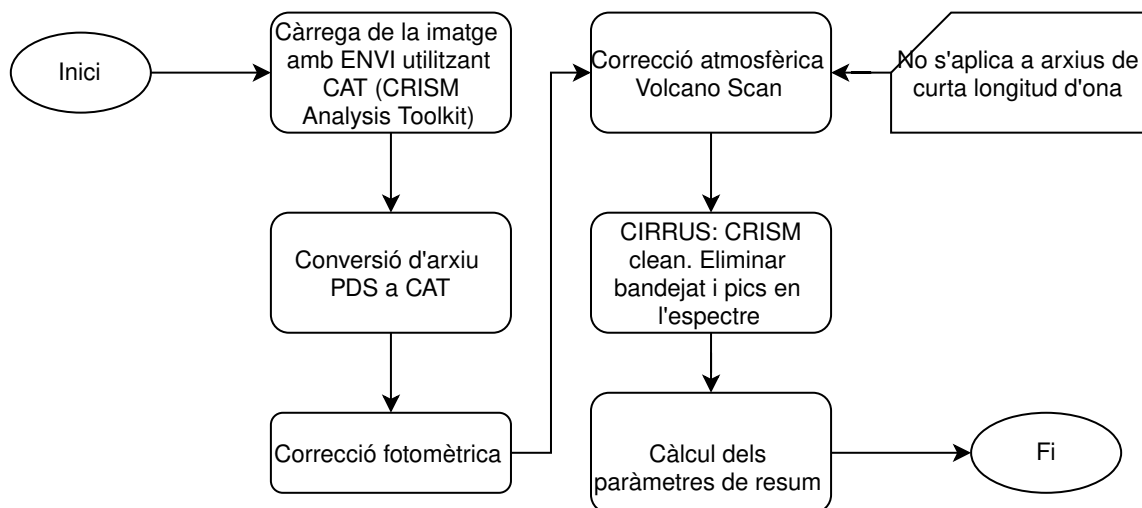 Inici
Càrrega de la imatge
amb ENVI utilitzant
CAT (CRISM
Analysis Toolkit)
Conversió d'arxiu
PDS a CAT
Correcció fotomètrica
Correcció atmosfèrica
Volcano Scan
No s'aplica a arxius de
curta longitud d'ona
CIRRUS: CRISM
clean. Eliminar
bandejat i pics en
l'espectre
Càlcul dels
paràmetres de resum
Fi